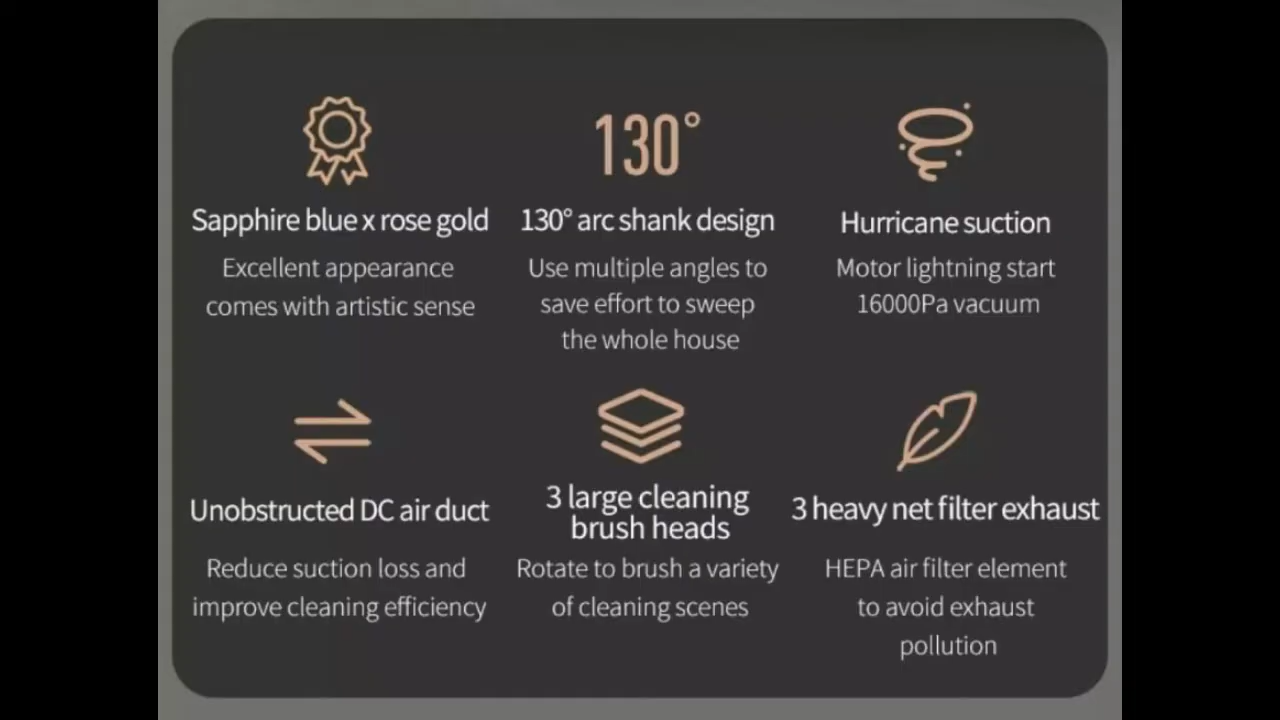 130°
Sapphire blue x rose gold
Excellent appearance
comes with artistic sense
130° arc shank design
Use multiple angles to
save effort to sweep
the whole house
Hurricane suction
Motor lightning start
16000Pa vacuum
Unobstructed DC air duct
Reduce suction loss and
improve cleaning efficiency
3 large cleaning
brush heads
Rotate to brush a variety
of cleaning scenes
3 heavy net filter exhaust
HEPA air filter element
to avoid exhaust
pollution